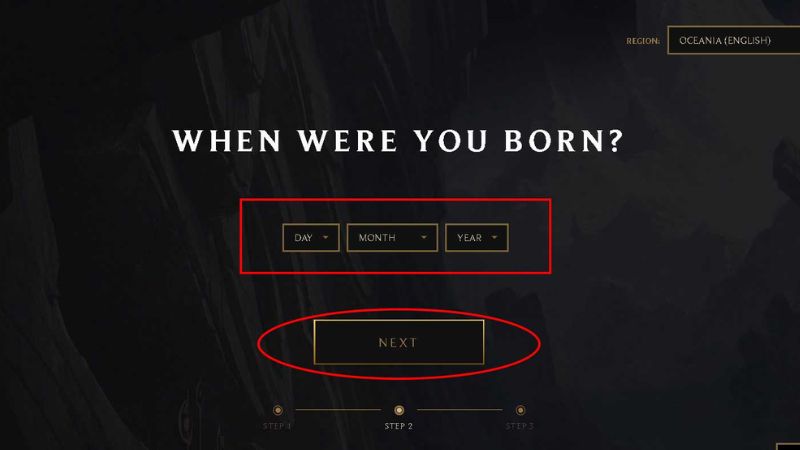 REGION: OCEANIA (ENGLISH)
WHEN WERE YOU BORN?
DAY MONTH YEAR
NEXT
STEP 1 STEP 2 STEP 3